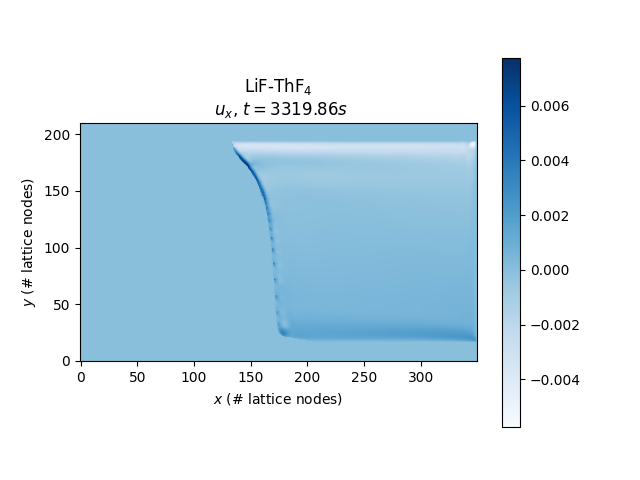 LiF-ThF₄
uₓ, t = 3319.86s
200
150
100
50
0
y (# lattice nodes)
0 50 100 150 200 250 300
x (# lattice nodes)
0.006
0.004
0.002
0.000
−0.002
−0.004